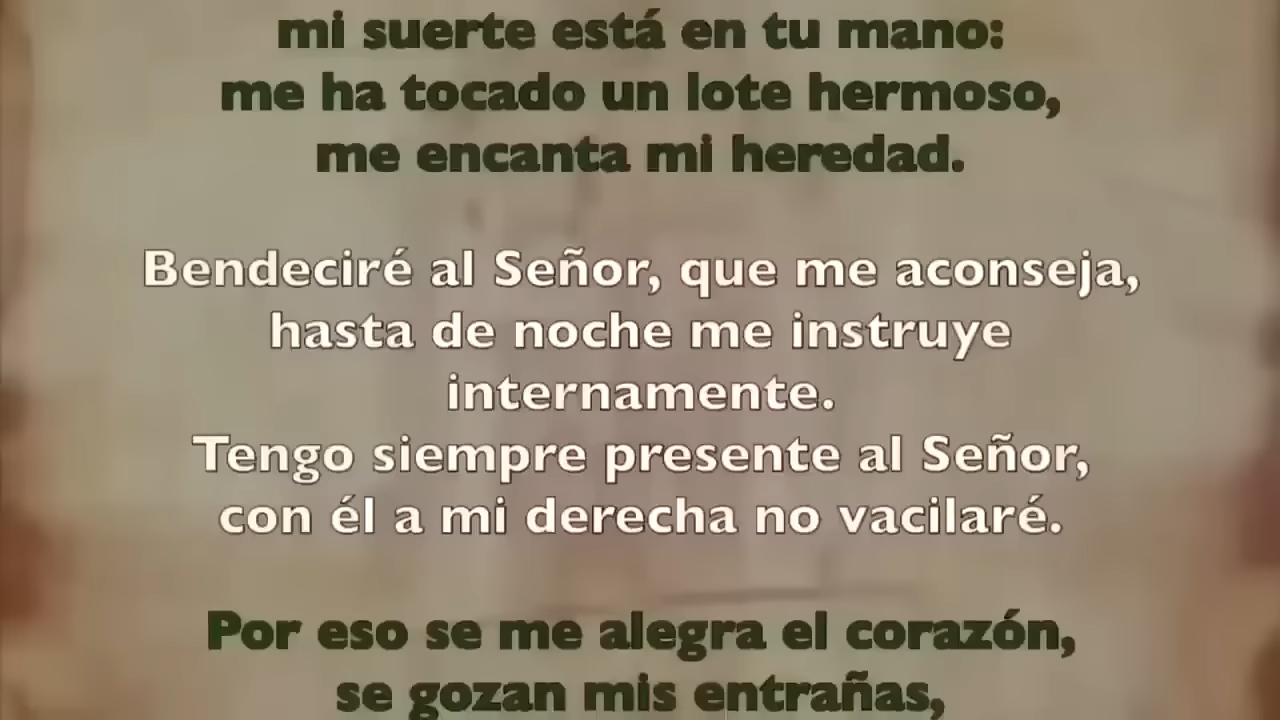 mi suerte está en tu mano:
me ha tocado un lote hermoso,
me encanta mi heredad.
Bendeciré al Señor, que me aconseja,
hasta de noche me instruye
internamente.
Tengo siempre presente al Señor,
con él a mi derecha no vacilaré.
Por eso se me alegra el corazón,
se gozan mis entrañas,